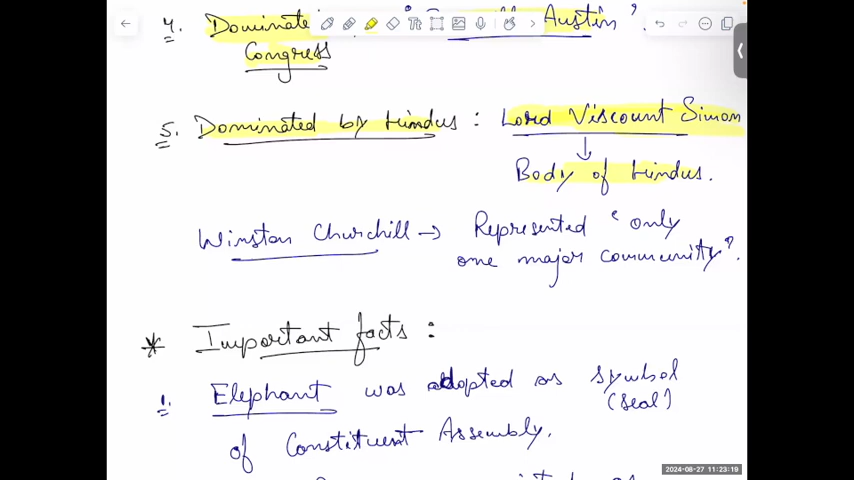 4. Dominate Austin'.
Congress
5. Dominated by Hindus : Lord Viscount Simon
↓
Body of Hindus.
Winston Churchill → Represented "only
one major community".
* Important facts :
1. Elephant was adopted as symbol
(seal)
of Constituent Assembly.
2024-08-27 11:23:19